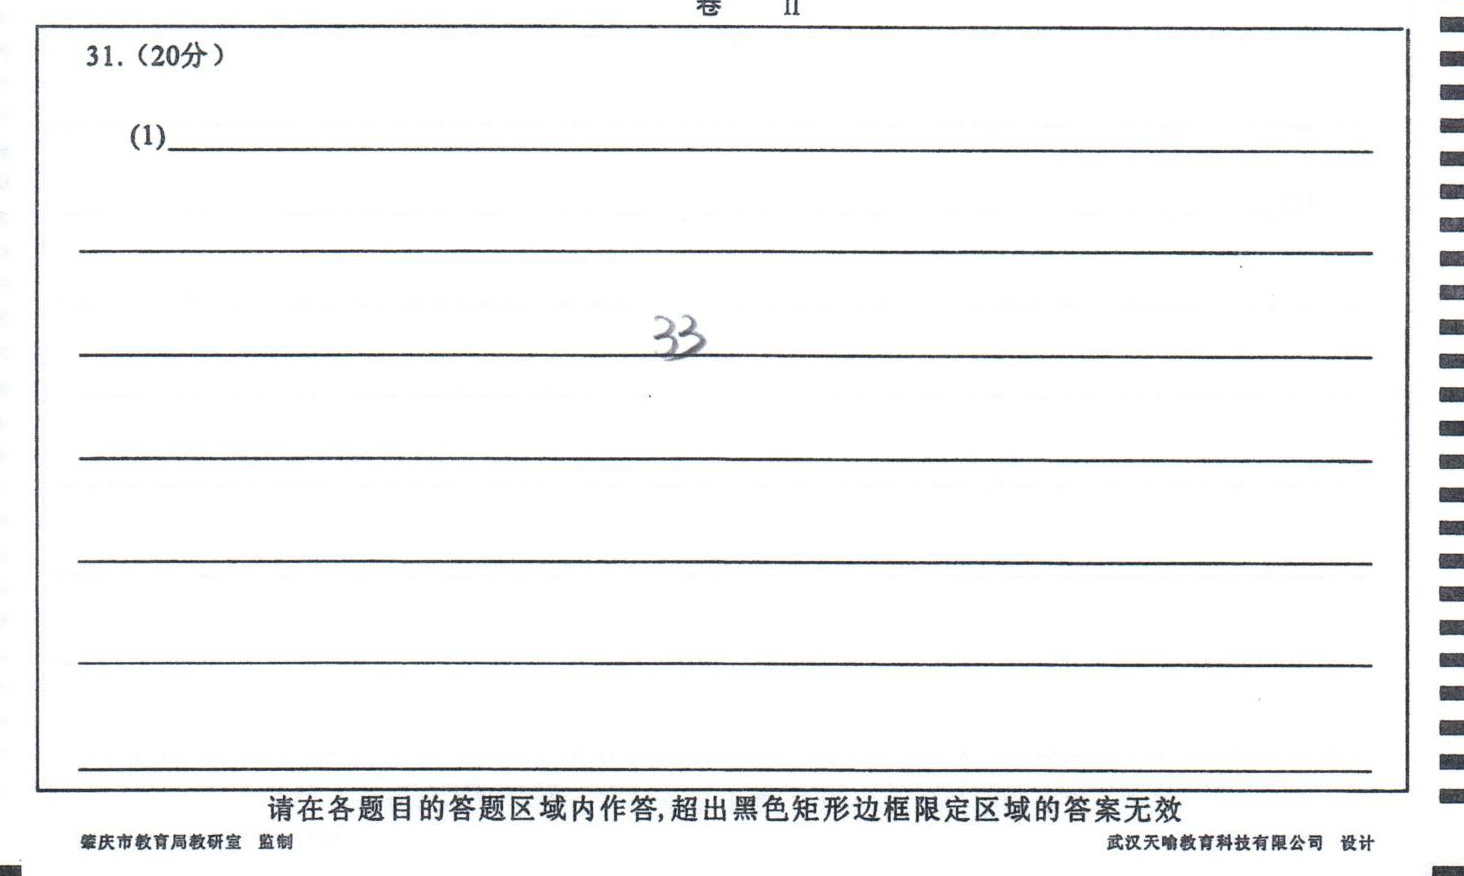 卷 II
31.（20分）
(1)
33
请在各题目的答题区域内作答,超出黑色矩形边框限定区域的答案无效
肇庆市教育局教研室 监制
武汉天喻教育科技有限公司 设计